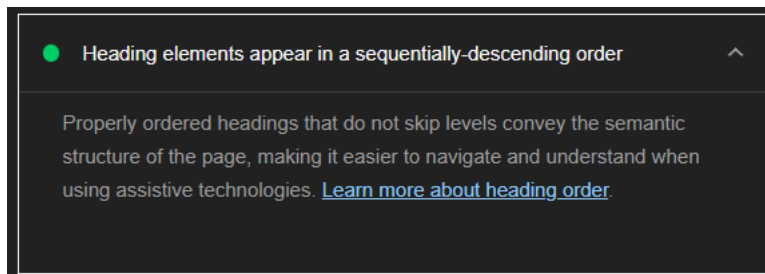 Heading elements appear in a sequentially-descending order
Properly ordered headings that do not skip levels convey the semantic
structure of the page, making it easier to navigate and understand when
using assistive technologies. Learn more about heading order.